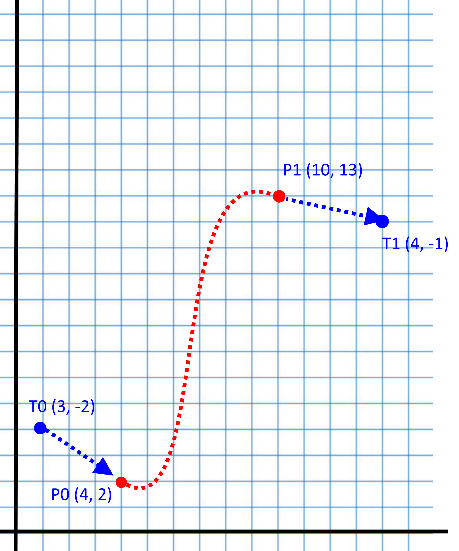 P1 (10, 13)
T1 (4, -1)
T0 (3, -2)
P0 (4, 2)